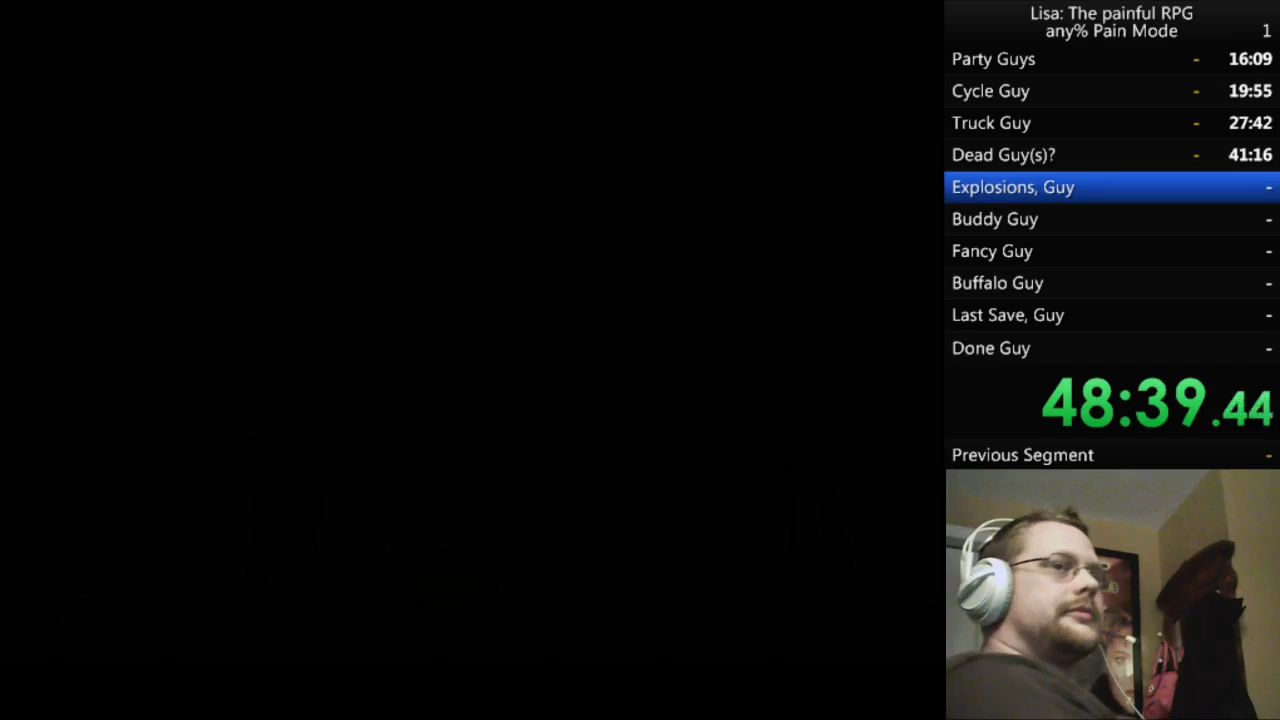 Lisa: The painful RPG
any% Pain Mode 1
Party Guys - 16:09
Cycle Guy - 19:55
Truck Guy - 27:42
Dead Guy(s)? - 41:16
Explosions, Guy -
Buddy Guy -
Fancy Guy -
Buffalo Guy -
Last Save, Guy -
Done Guy -
48:39.44
Previous Segment -